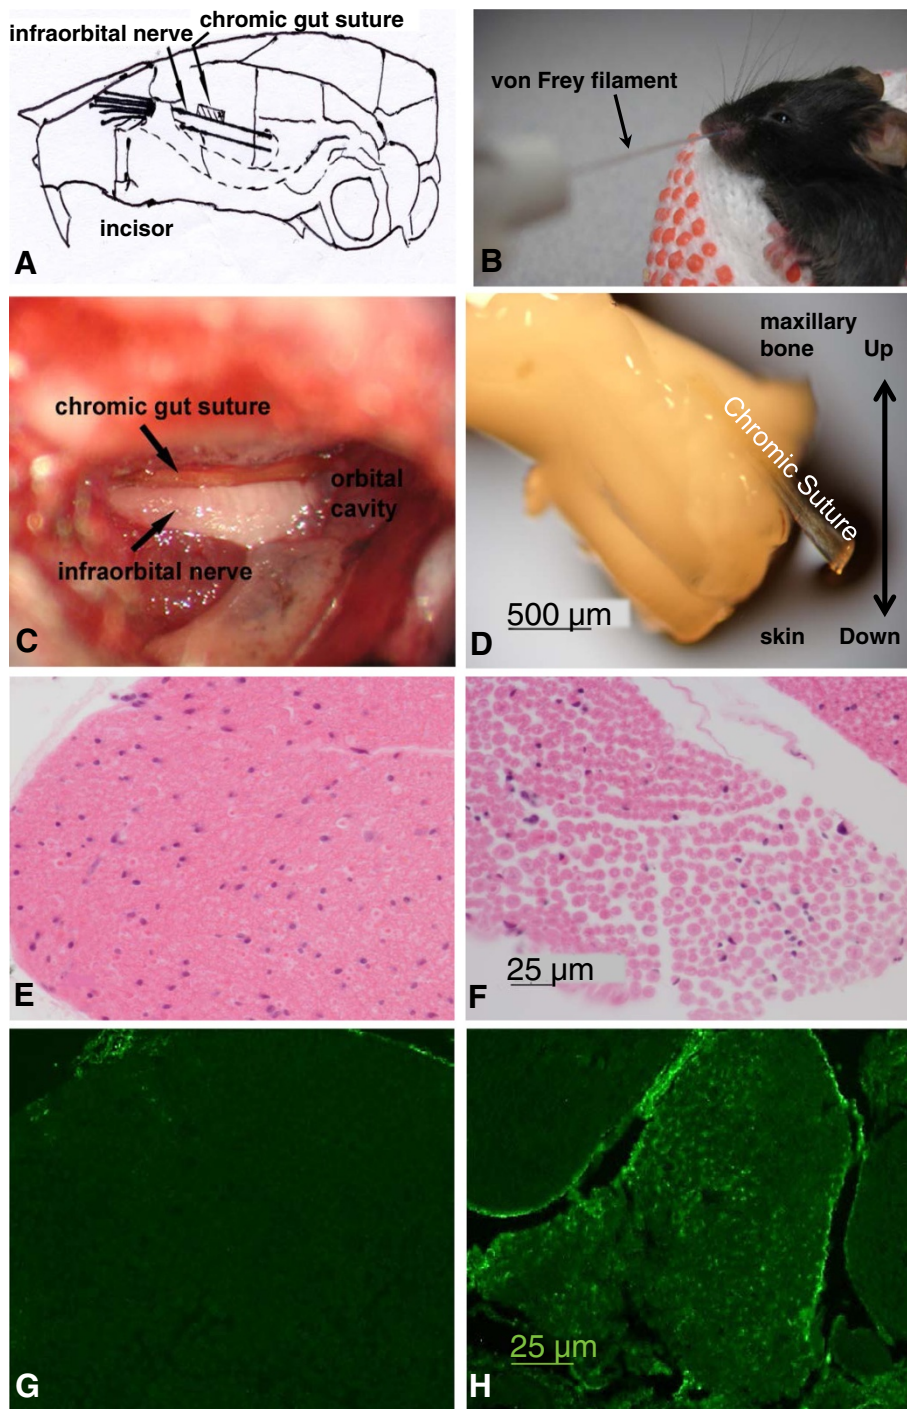 chromic gut suture
infraorbital nerve
incisor
A
von Frey filament
B
chromic gut suture
orbital
cavity
infraorbital nerve
C
maxillary
bone
Up
Chromic Suture
500 µm
skin
Down
D
E
25 µm
F
G
25 µm
H